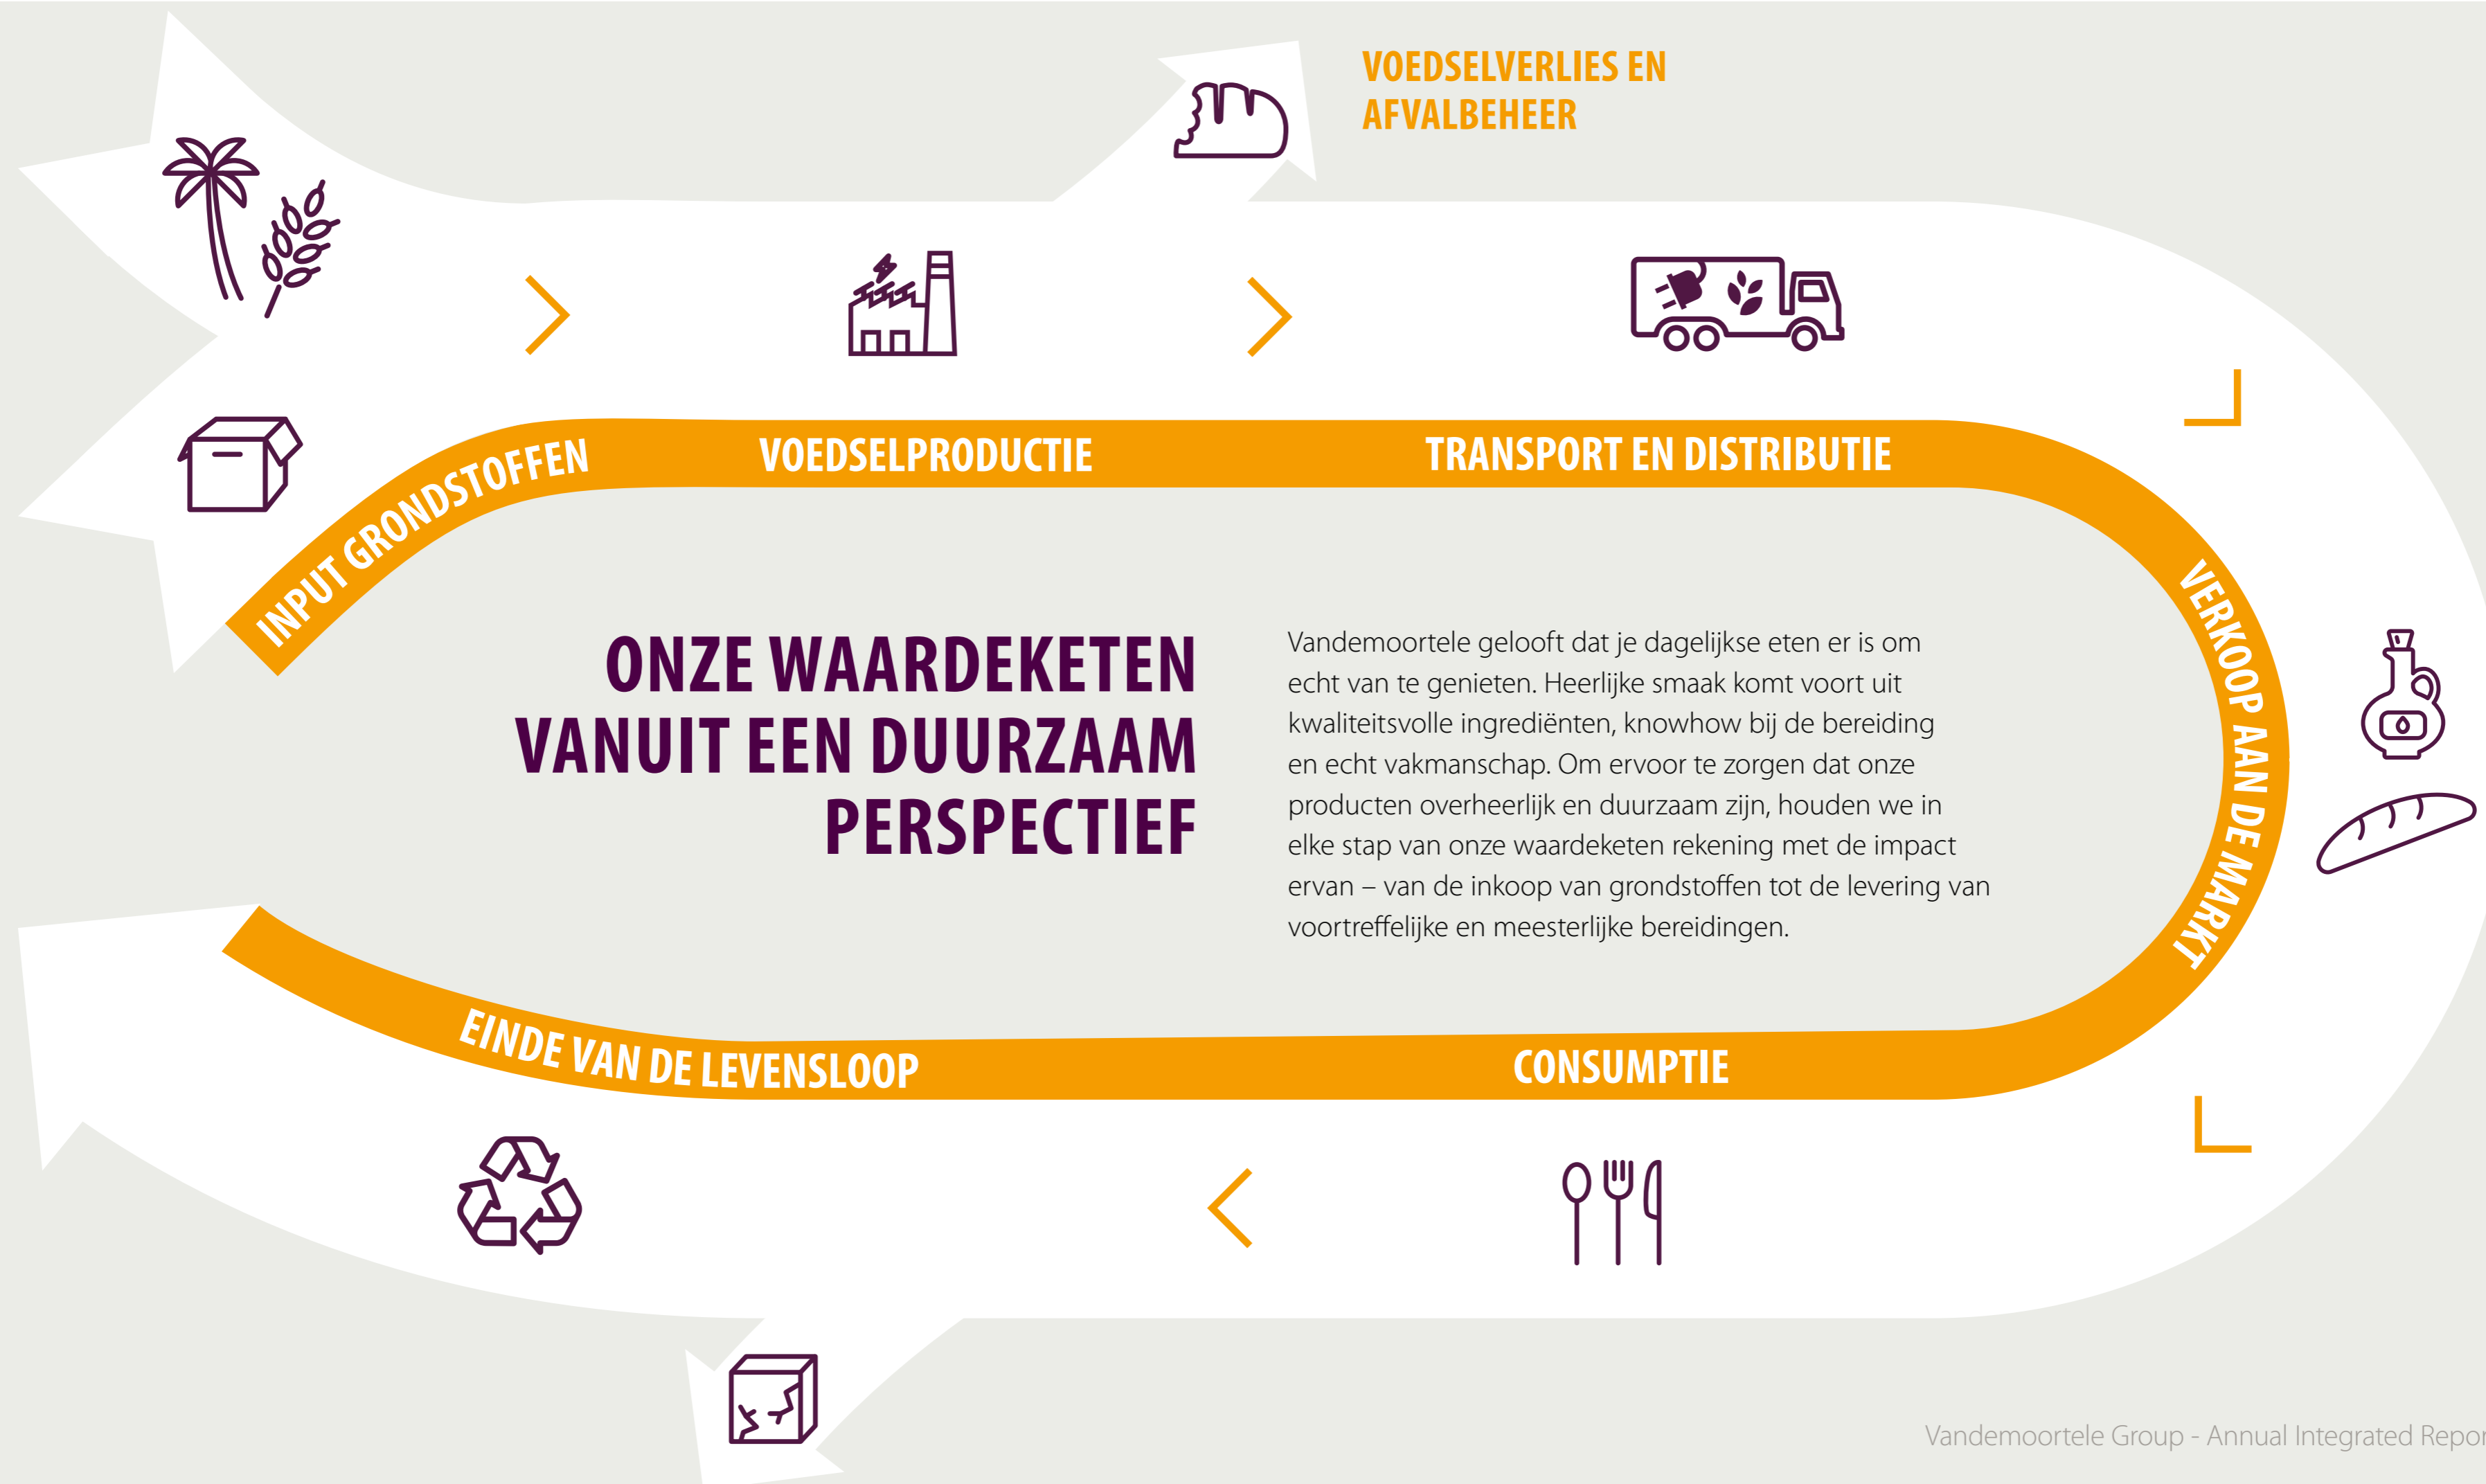 VOEDSELVERLIES EN
AFVALBEHEER
INPUT GRONDSTOFFEN
VOEDSELPRODUCTIE
TRANSPORT EN DISTRIBUTIE
VERKOOP AAN DE MARKT
ONZE WAARDEKETEN
VANUIT EEN DUURZAAM
PERSPECTIEF
Vandemoortele gelooft dat je dagelijkse eten er is om
echt van te genieten. Heerlijke smaak komt voort uit
kwaliteitsvolle ingrediënten, knowhow bij de bereiding
en echt vakmanschap. Om ervoor te zorgen dat onze
producten overheerlijk en duurzaam zijn, houden we in
elke stap van onze waardeketen rekening met de impact
ervan – van de inkoop van grondstoffen tot de levering van
voortreffelijke en meesterlijke bereidingen.
EINDE VAN DE LEVENSLOOP
CONSUMPTIE
Vandemoortele Group - Annual Integrated Repor